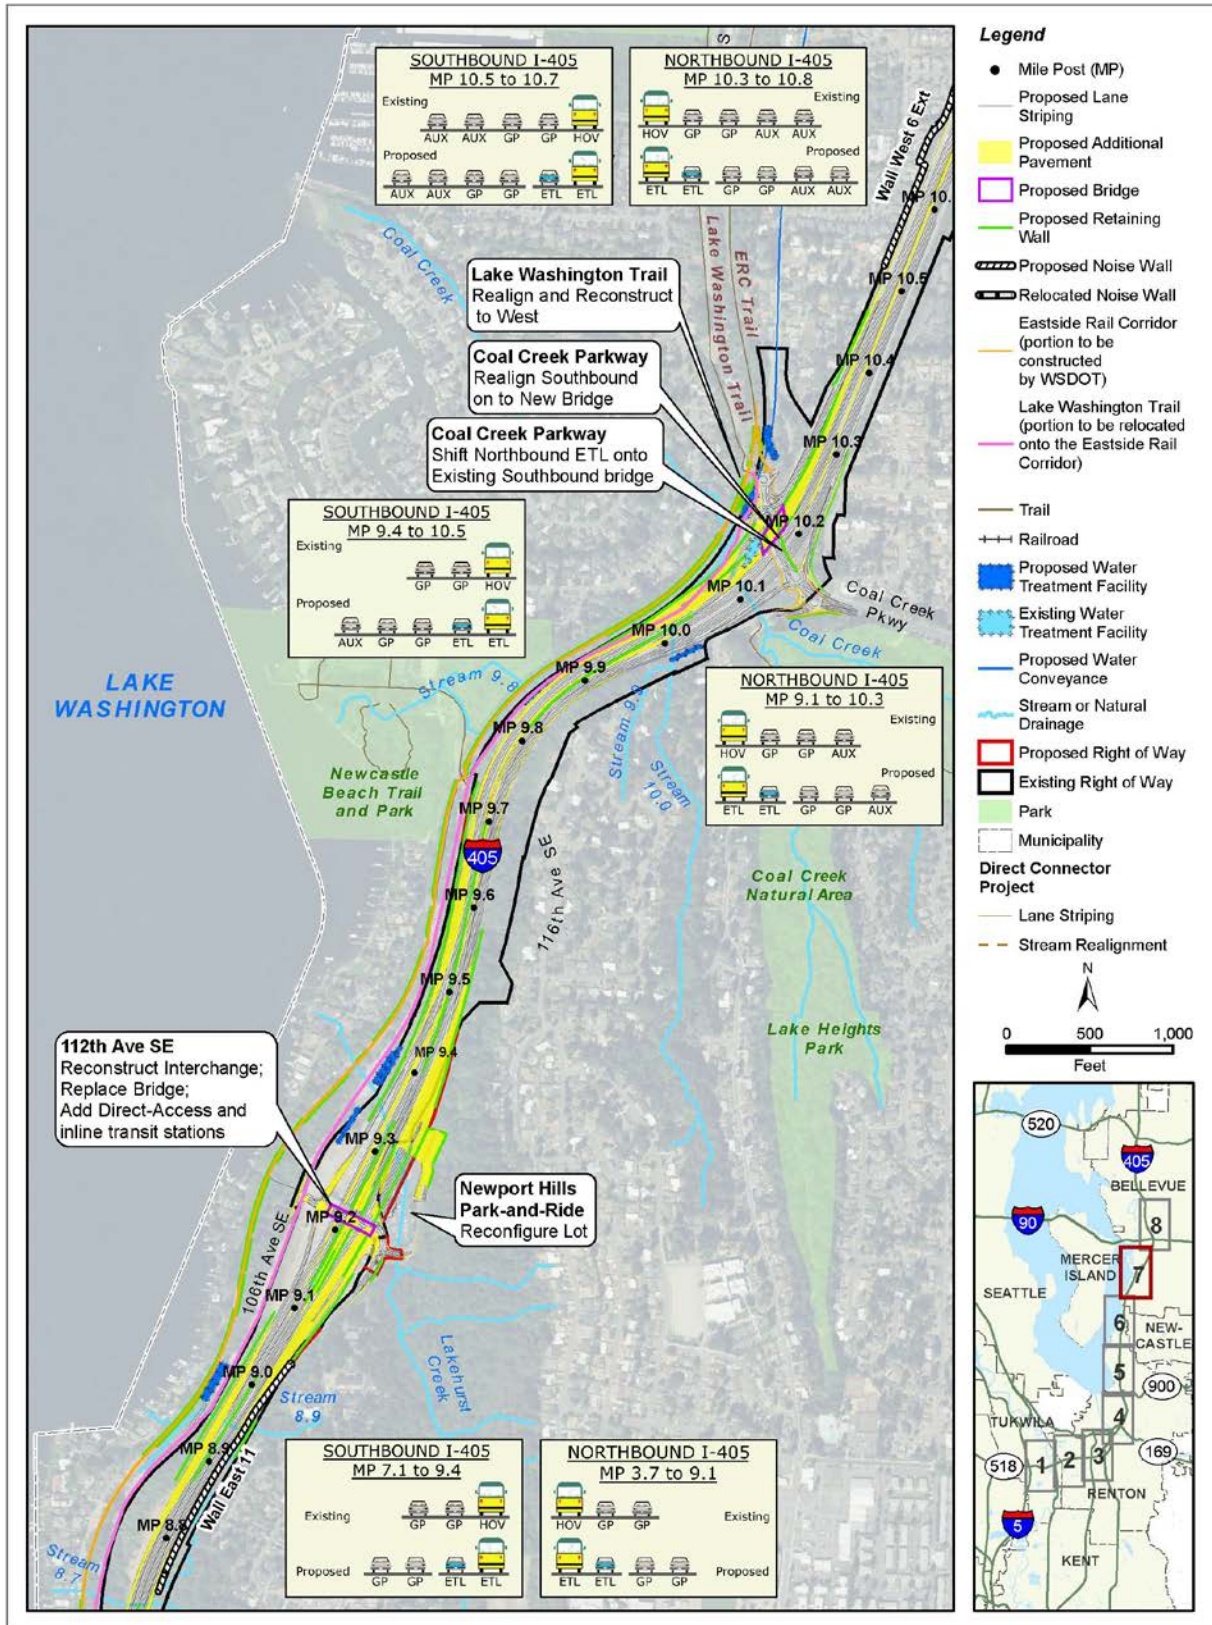 SOUTHBOUND I-405
MP 10.5 to 10.7
Existing
AUX AUX GP GP HOV
Proposed
AUX AUX GP GP ETL ETL
NORTHBOUND I-405
MP 10.3 to 10.8
Existing
HOV GP GP AUX AUX
Proposed
ETL ETL GP GP AUX AUX
S
Wall West 6 Ext
MP 10.
MP 10.5
MP 10.4
MP 10.3
MP 10.2
MP 10.1
MP 10.0
MP 9.9
MP 9.8
MP 9.7
405
MP 9.6
MP 9.5
MP 9.4
MP 9.3
MP 9.2
MP 9.1
MP 9.0
MP 8.9
MP 8.8
Coal Creek
Lake Washington Trail
ERC Trail
Lake Washington Trail
Realign and Reconstruct
to West
Coal Creek Parkway
Realign Southbound
on to New Bridge
Coal Creek Parkway
Shift Northbound ETL onto
Existing Southbound bridge
SOUTHBOUND I-405
MP 9.4 to 10.5
Existing
GP GP HOV
Proposed
AUX GP GP ETL ETL
Coal Creek
Pkwy
Coal Creek
NORTHBOUND I-405
MP 9.1 to 10.3
Existing
HOV GP GP AUX
Proposed
ETL ETL GP GP AUX
LAKE
WASHINGTON
Stream 9.8
Stream
10.0
Newcastle
Beach Trail
and Park
116th Ave SE
Coal Creek
Natural Area
Lake Heights
Park
112th Ave SE
Reconstruct Interchange;
Replace Bridge;
Add Direct-Access and
inline transit stations
Newport Hills
Park-and-Ride
Reconfigure Lot
106th Ave SE
Lakehurst
Creek
Stream
8.9
Wall East 11
Stream
8.7
SOUTHBOUND I-405
MP 7.1 to 9.4
Existing
GP GP HOV
Proposed
GP GP ETL ETL
NORTHBOUND I-405
MP 3.7 to 9.1
HOV GP GP
Existing
ETL ETL GP GP
Proposed
Legend
Mile Post (MP)
Proposed Lane
Striping
Proposed Additional
Pavement
Proposed Bridge
Proposed Retaining
Wall
Proposed Noise Wall
Relocated Noise Wall
Eastside Rail Corridor
(portion to be
constructed
by WSDOT)
Lake Washington Trail
(portion to be relocated
onto the Eastside Rail
Corridor)
Trail
Railroad
Proposed Water
Treatment Facility
Existing Water
Treatment Facility
Proposed Water
Conveyance
Stream or Natural
Drainage
Proposed Right of Way
Existing Right of Way
Park
Municipality
Direct Connector
Project
Lane Striping
Stream Realignment
N
0 500 1,000
Feet
520
405
BELLEVUE
90
8
MERCER
ISLAND
7
SEATTLE
6
NEW-
CASTLE
5
900
4
TUKWILA
518
1 2 3
169
RENTON
5
KENT